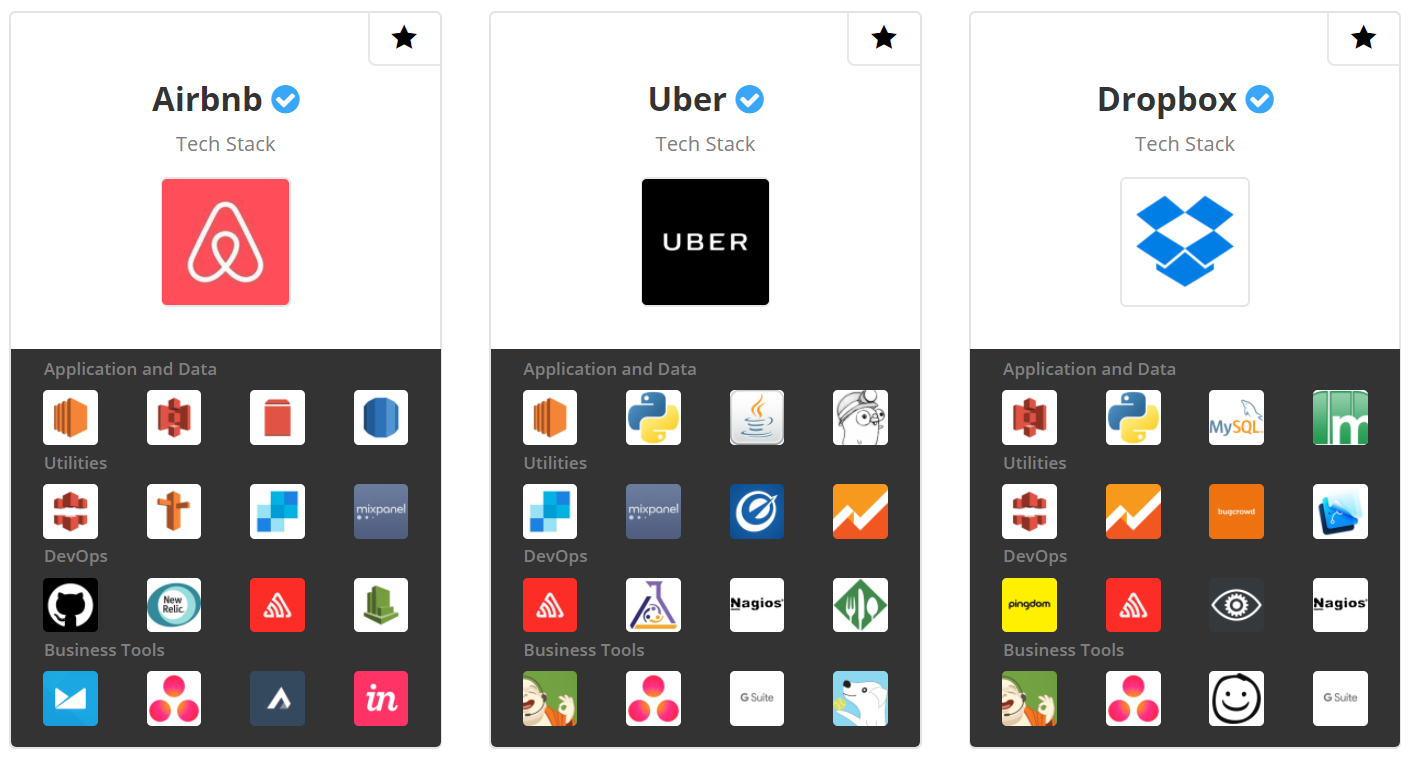 Airbnb
Tech Stack
Application and Data
Utilities
mixpanel
DevOps
New
Relic
Business Tools
in
Uber
Tech Stack
UBER
Application and Data
Utilities
mixpanel
DevOps
Nagios®
Business Tools
G Suite
Dropbox
Tech Stack
Application and Data
MySQL
m
Utilities
bugcrowd
DevOps
pingdom
Nagios®
Business Tools
G Suite